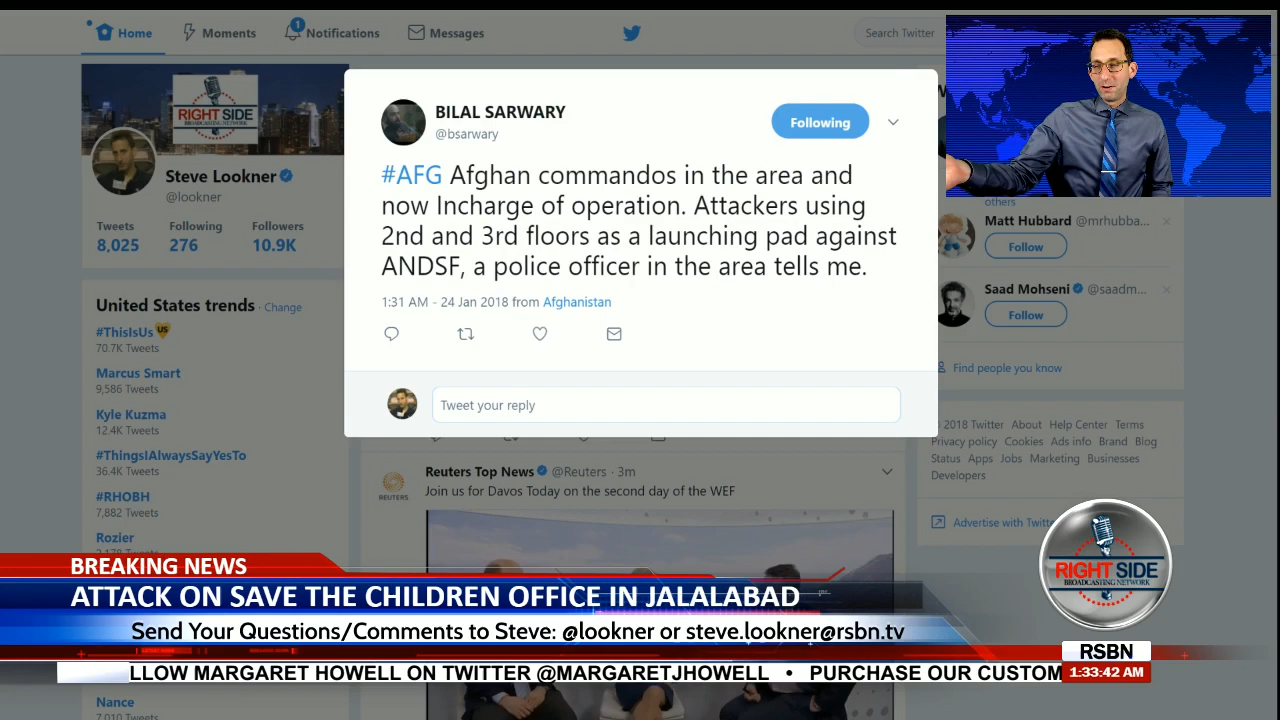 Home
Moments
1
Notifications
Messages
Search Twitter
RIGHT SIDE
BROADCASTING NETWORK
Steve Lookner
@lookner
Tweets Following Followers
8,025 276 10.9K
United States trends · Change
#ThisIsUs
70.7K Tweets
Marcus Smart
9,586 Tweets
Kyle Kuzma
12.4K Tweets
#ThingsIAlwaysSayYesTo
36.4K Tweets
#RHOBH
7,882 Tweets
Rozier
Nance
7,010 Tweets
BILAL SARWARY
@bsarwary
Following
#AFG Afghan commandos in the area and
now Incharge of operation. Attackers using
2nd and 3rd floors as a launching pad against
ANDSF, a police officer in the area tells me.
1:31 AM - 24 Jan 2018 from Afghanistan
Tweet your reply
Reuters Top News @Reuters · 3m
Join us for Davos Today on the second day of the WEF
REUTERS
others
Matt Hubbard @mrhubba...
Follow
Saad Mohseni @saadm...
Follow
Find people you know
© 2018 Twitter About Help Center Terms
Privacy policy Cookies Ads info Brand Blog
Status Apps Jobs Marketing Businesses
Developers
Advertise with Twitte
RIGHT SIDE
BROADCASTING NETWORK
BREAKING NEWS
ATTACK ON SAVE THE CHILDREN OFFICE IN JALALABAD
Send Your Questions/Comments to Steve: @lookner or steve.lookner@rsbn.tv
RSBN
1:33:42 AM
LLOW MARGARET HOWELL ON TWITTER @MARGARETJHOWELL • PURCHASE OUR CUSTOM